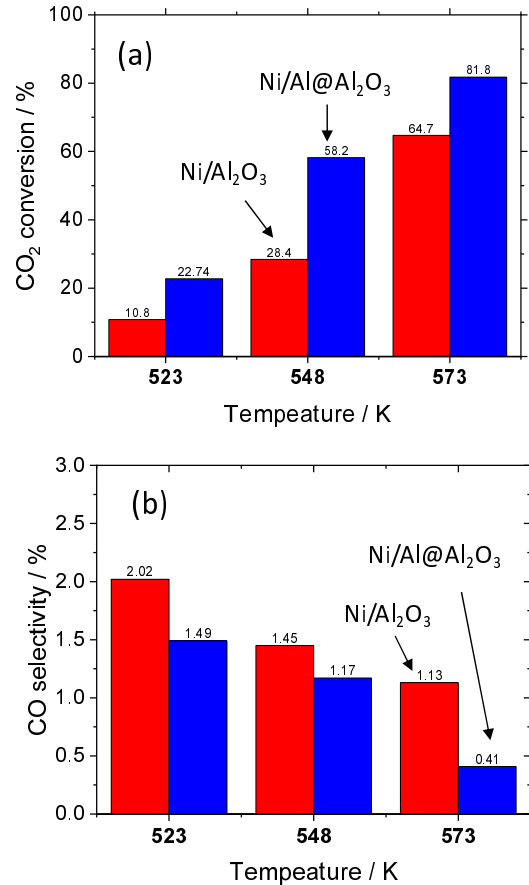 (a)
CO₂ conversion / %
100
80
60
40
20
0
Ni/Al@Al₂O₃
Ni/Al₂O₃
10.8
22.74
28.4
58.2
64.7
81.8
523 548 573
Tempeature / K
(b)
CO selectivity / %
3.0
2.5
2.0
1.5
1.0
0.5
0.0
Ni/Al@Al₂O₃
Ni/Al₂O₃
2.02
1.49
1.45
1.17
1.13
0.41
523 548 573
Tempeature / K